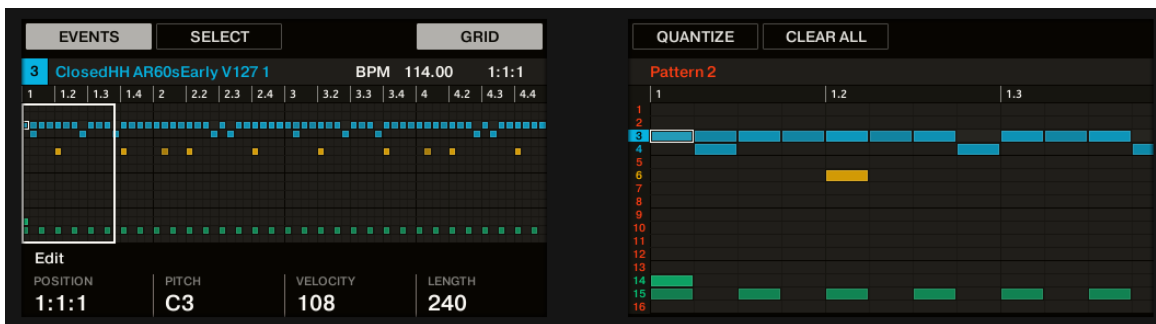 EVENTS SELECT GRID
3 ClosedHH AR60sEarly V127 1 BPM 114.00 1:1:1
1 1.2 1.3 1.4 2 2.2 2.3 2.4 3 3.2 3.3 3.4 4 4.2 4.3 4.4
Edit
POSITION PITCH VELOCITY LENGTH
1:1:1 C3 108 240
QUANTIZE CLEAR ALL
Pattern 2
1 1.2 1.3
1
2
3
4
5
6
7
8
9
10
11
12
13
14
15
16